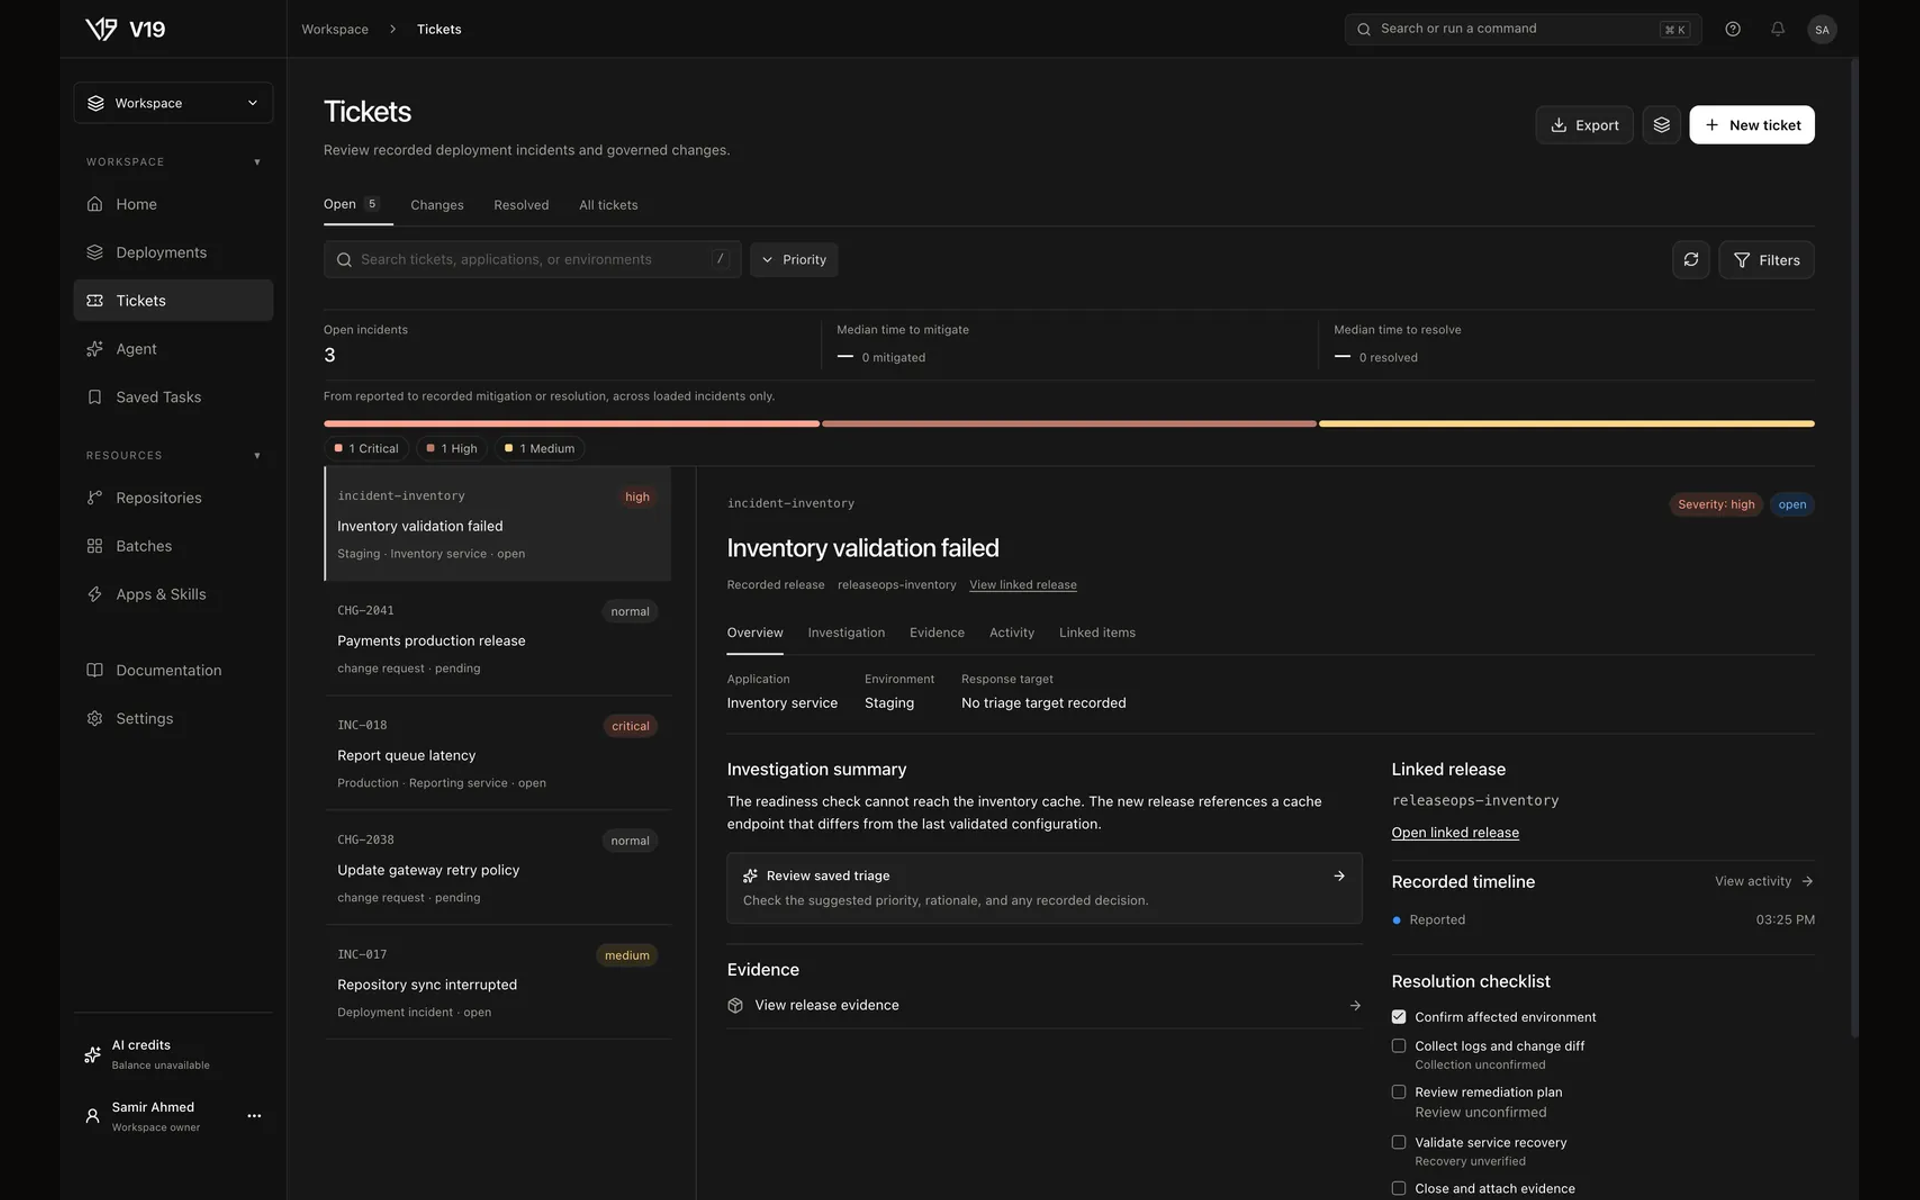 V19
Workspace
Tickets
Search or run a command
⌘ K
SA
Workspace
WORKSPACE
Home
Deployments
Tickets
Agent
Saved Tasks
RESOURCES
Repositories
Batches
Apps & Skills
Documentation
Settings
AI credits
Balance unavailable
Samir Ahmed
Workspace owner
Tickets
Review recorded deployment incidents and governed changes.
Export
New ticket
Open 5
Changes
Resolved
All tickets
Search tickets, applications, or environments
/
Priority
Filters
Open incidents
3
Median time to mitigate
— 0 mitigated
Median time to resolve
— 0 resolved
From reported to recorded mitigation or resolution, across loaded incidents only.
1 Critical
1 High
1 Medium
incident-inventory
high
Inventory validation failed
Staging · Inventory service · open
CHG-2041
normal
Payments production release
change request · pending
INC-018
critical
Report queue latency
Production · Reporting service · open
CHG-2038
normal
Update gateway retry policy
change request · pending
INC-017
medium
Repository sync interrupted
Deployment incident · open
incident-inventory
Severity: high
open
Inventory validation failed
Recorded release releaseops-inventory View linked release
Overview
Investigation
Evidence
Activity
Linked items
Application
Inventory service
Environment
Staging
Response target
No triage target recorded
Investigation summary
The readiness check cannot reach the inventory cache. The new release references a cache
endpoint that differs from the last validated configuration.
Review saved triage
Check the suggested priority, rationale, and any recorded decision.
Evidence
View release evidence
Linked release
releaseops-inventory
Open linked release
Recorded timeline
View activity
Reported
03:25 PM
Resolution checklist
Confirm affected environment
Collect logs and change diff
Collection unconfirmed
Review remediation plan
Review unconfirmed
Validate service recovery
Recovery unverified
Close and attach evidence